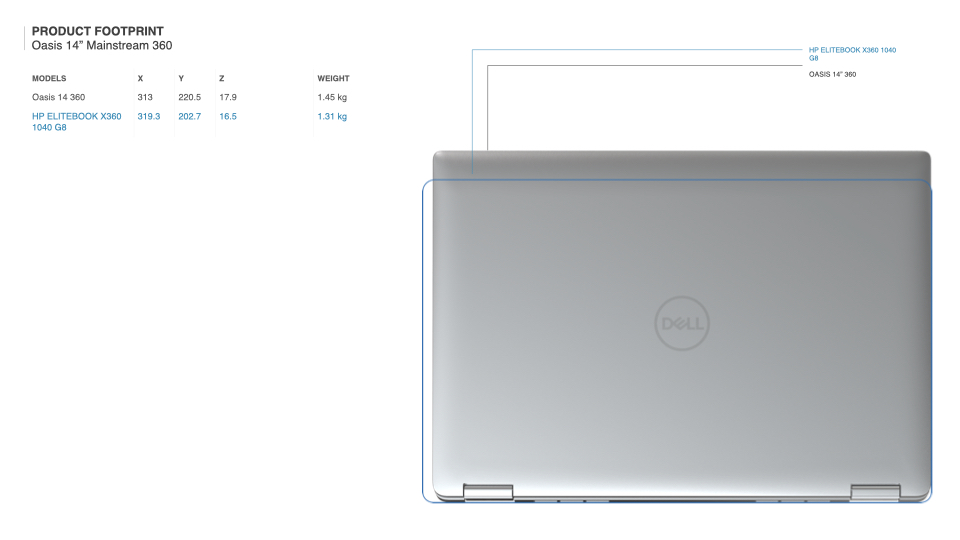 PRODUCT FOOTPRINT
Oasis 14” Mainstream 360
MODELS X Y Z WEIGHT
Oasis 14 360 313 220.5 17.9 1.45 kg
HP ELITEBOOK X360 319.3 202.7 16.5 1.31 kg
1040 G8
HP ELITEBOOK X360 1040
G8
OASIS 14" 360
DELL